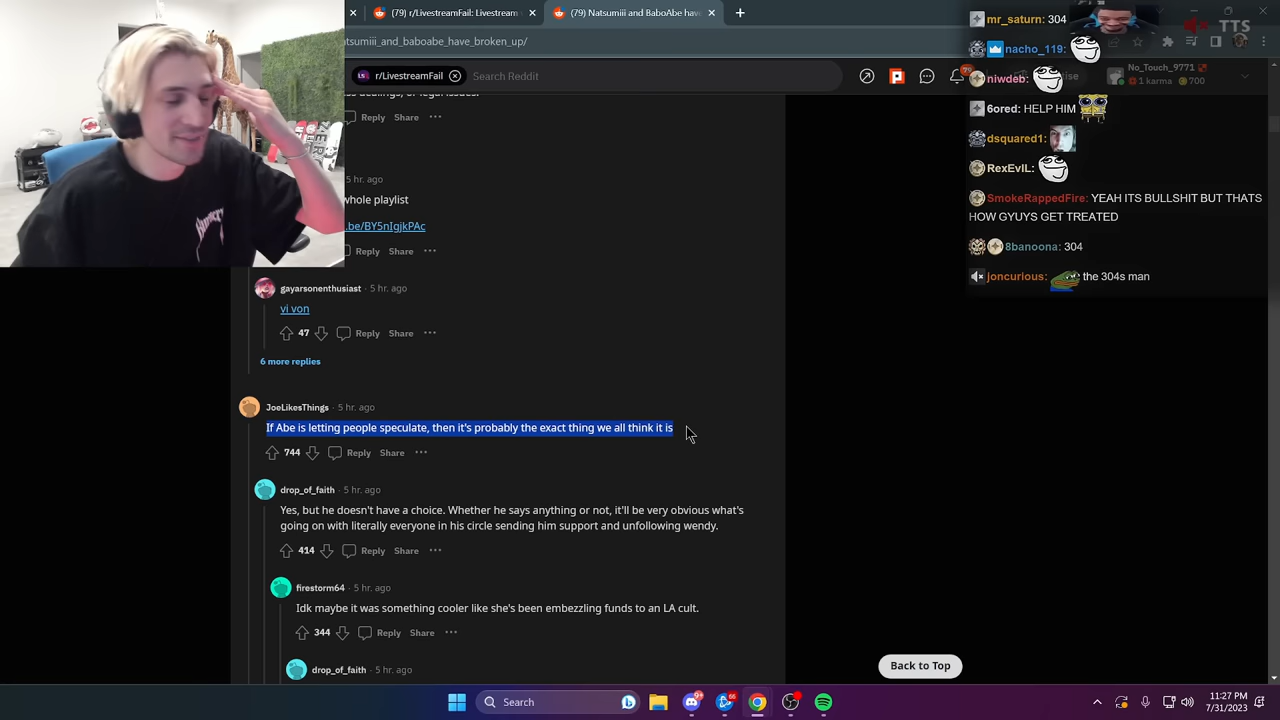 (79) r/LivestreamFail: Livestream
(79) Natsumiii and BaboAbe hav
atsumiii_and_baboabe_have_broken_up/
r/LivestreamFail
Search Reddit
No_Touch_9771
1 karma 700
Reply Share
5 hr. ago
whole playlist
.be/BY5nIgjkPAc
Reply Share
gayarsonenthusiast · 5 hr. ago
vi von
47 Reply Share
6 more replies
JoeLikesThings · 5 hr. ago
If Abe is letting people speculate, then it's probably the exact thing we all think it is
744 Reply Share
drop_of_faith · 5 hr. ago
Yes, but he doesn't have a choice. Whether he says anything or not, it'll be very obvious what's
going on with literally everyone in his circle sending him support and unfollowing wendy.
414 Reply Share
firestorm64 · 5 hr. ago
Idk maybe it was something cooler like she's been embezzling funds to an LA cult.
344 Reply Share
drop_of_faith · 5 hr. ago
Back to Top
mr_saturn: 304
TTS
nacho_119:
niwdeb:
6ored: HELP HIM
dsquared1:
RexEvIL:
SmokeRappedFire: YEAH ITS BULLSHIT BUT THATS
HOW GYUYS GET TREATED
8banoona: 304
joncurious: the 304s man
Search
11:27 PM
7/31/2023